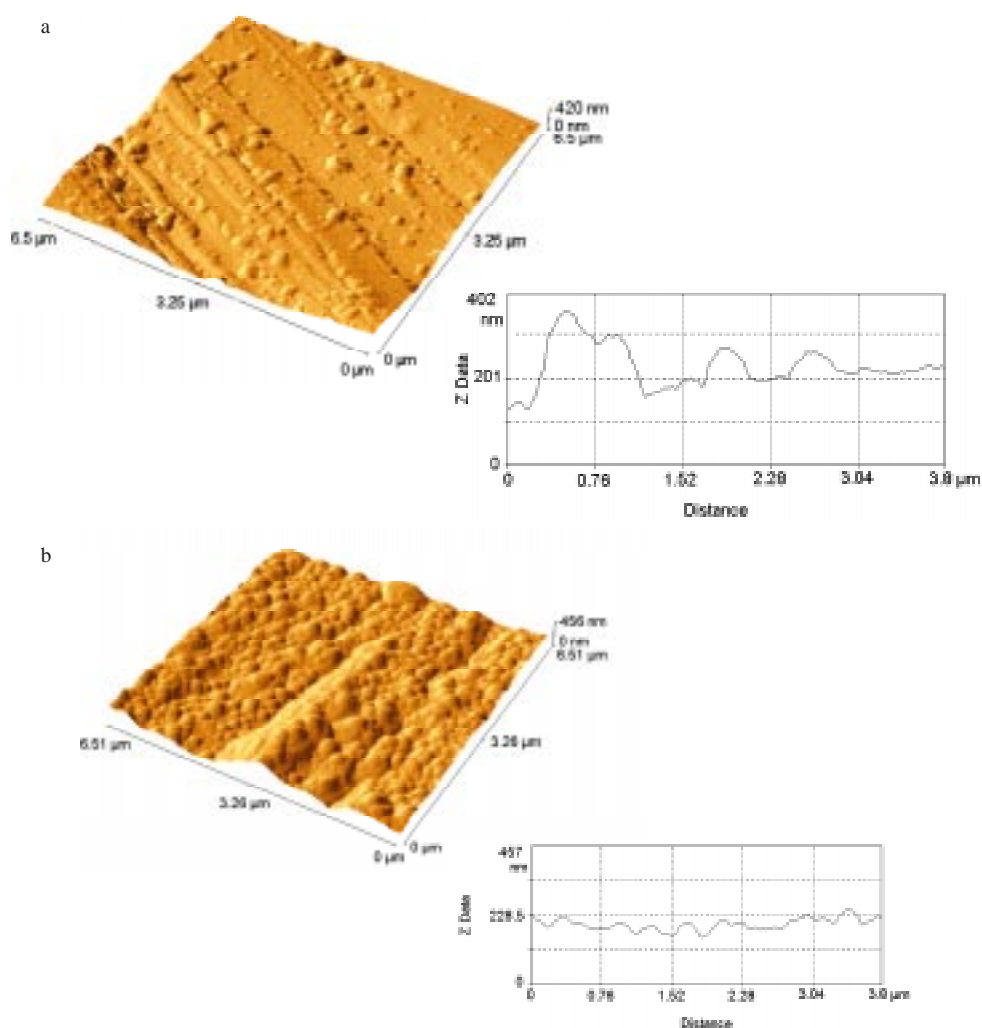 a
420 nm
0 nm
6.5 µm
6.5 µm
3.25 µm
3.25 µm
0 µm
0 µm
402
nm
Z Data
201
0
0 0.76 1.52 2.28 3.04 3.8 µm
Distance
b
456 nm
0 nm
6.51 µm
6.51 µm
3.26 µm
3.26 µm
0 µm
0 µm
457
nm
Z Data
228.5
0
0 0.76 1.52 2.28 3.04 3.8 µm
Distance